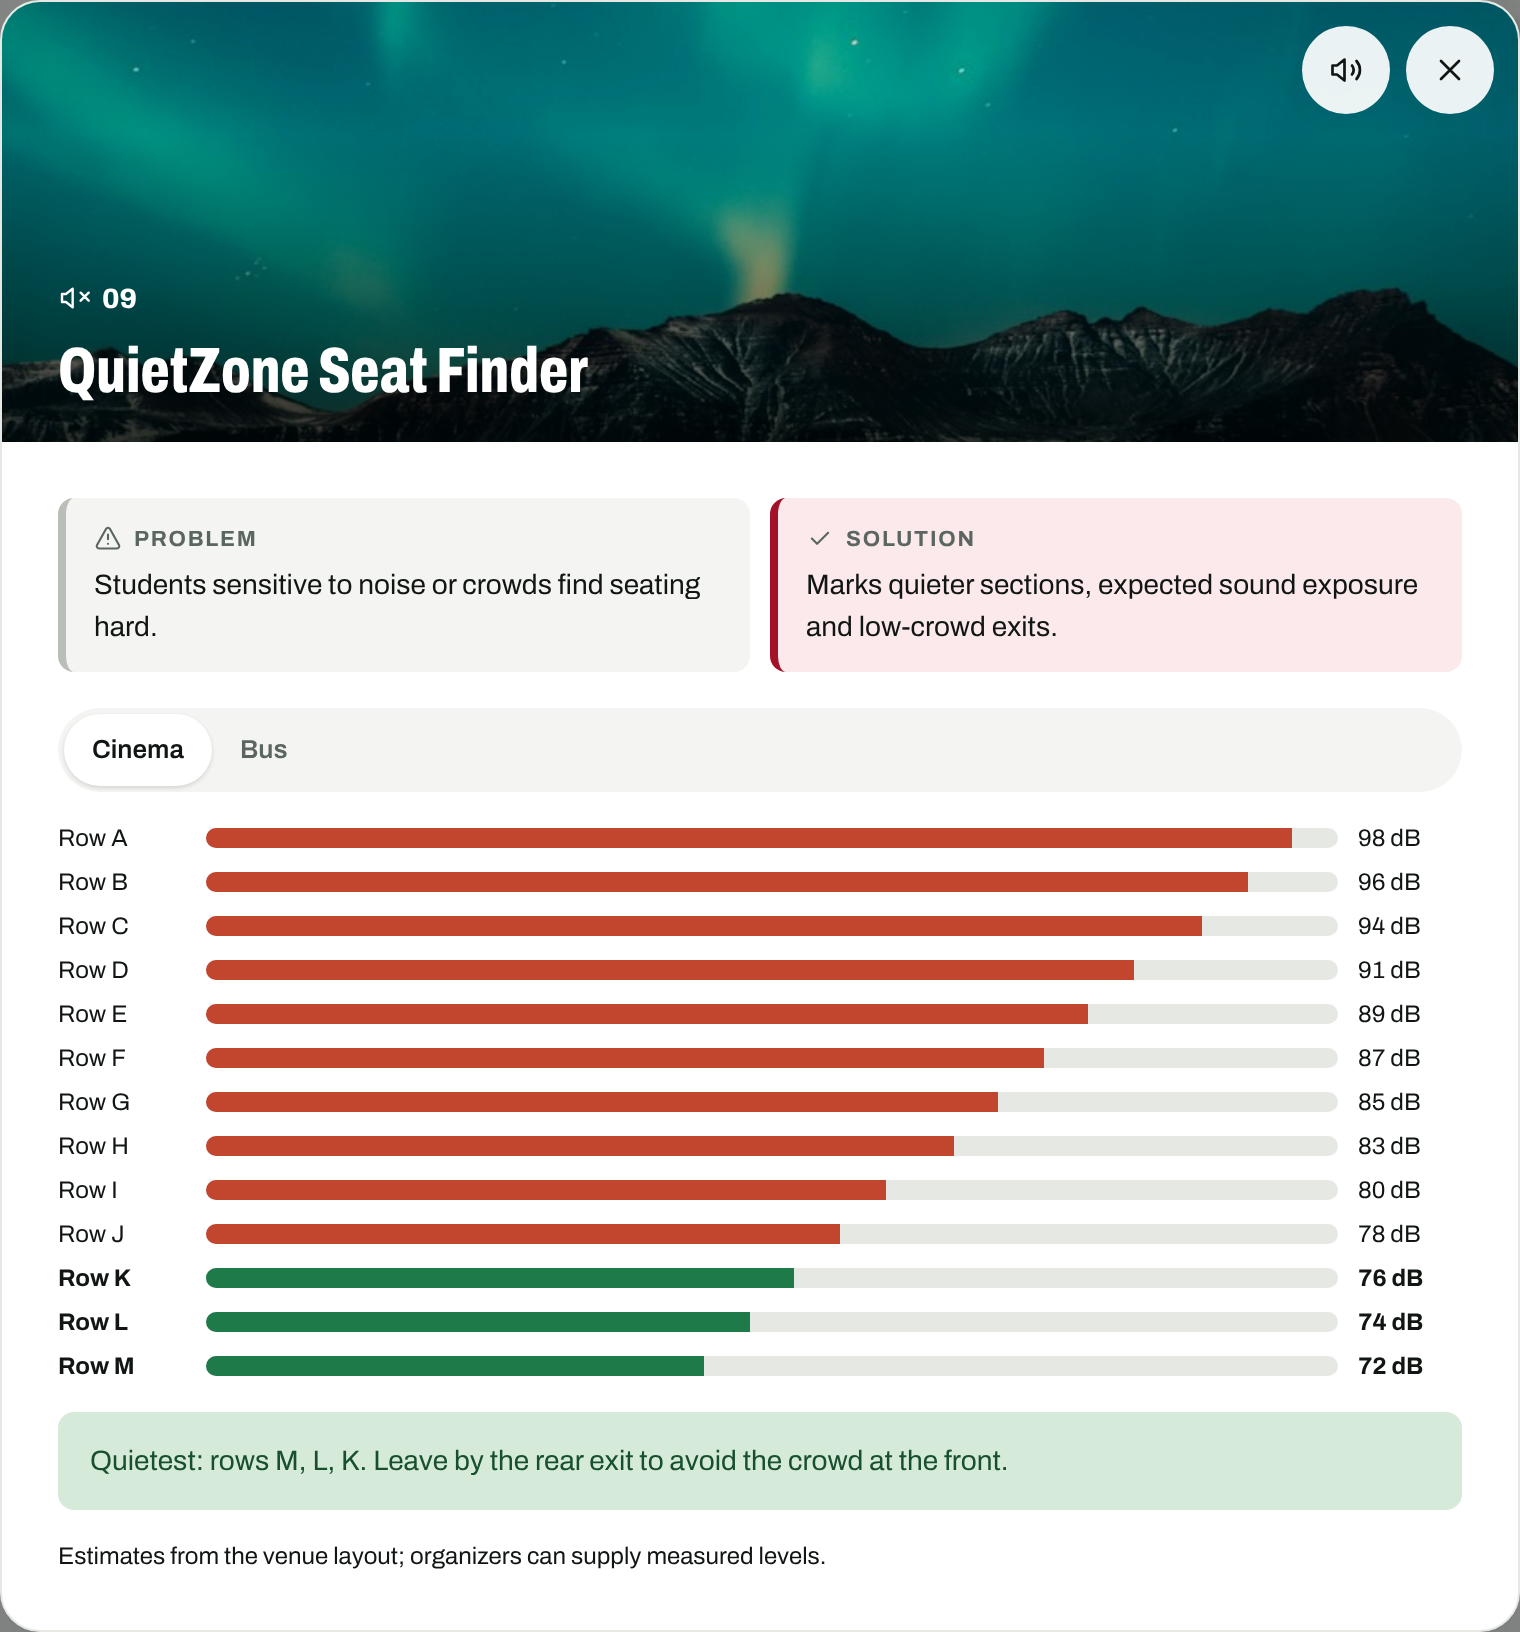 09
QuietZone Seat Finder
PROBLEM
Students sensitive to noise or crowds find seating
hard.
SOLUTION
Marks quieter sections, expected sound exposure
and low-crowd exits.
Cinema
Bus
Row A 98 dB
Row B 96 dB
Row C 94 dB
Row D 91 dB
Row E 89 dB
Row F 87 dB
Row G 85 dB
Row H 83 dB
Row I 80 dB
Row J 78 dB
Row K 76 dB
Row L 74 dB
Row M 72 dB
Quietest: rows M, L, K. Leave by the rear exit to avoid the crowd at the front.
Estimates from the venue layout; organizers can supply measured levels.